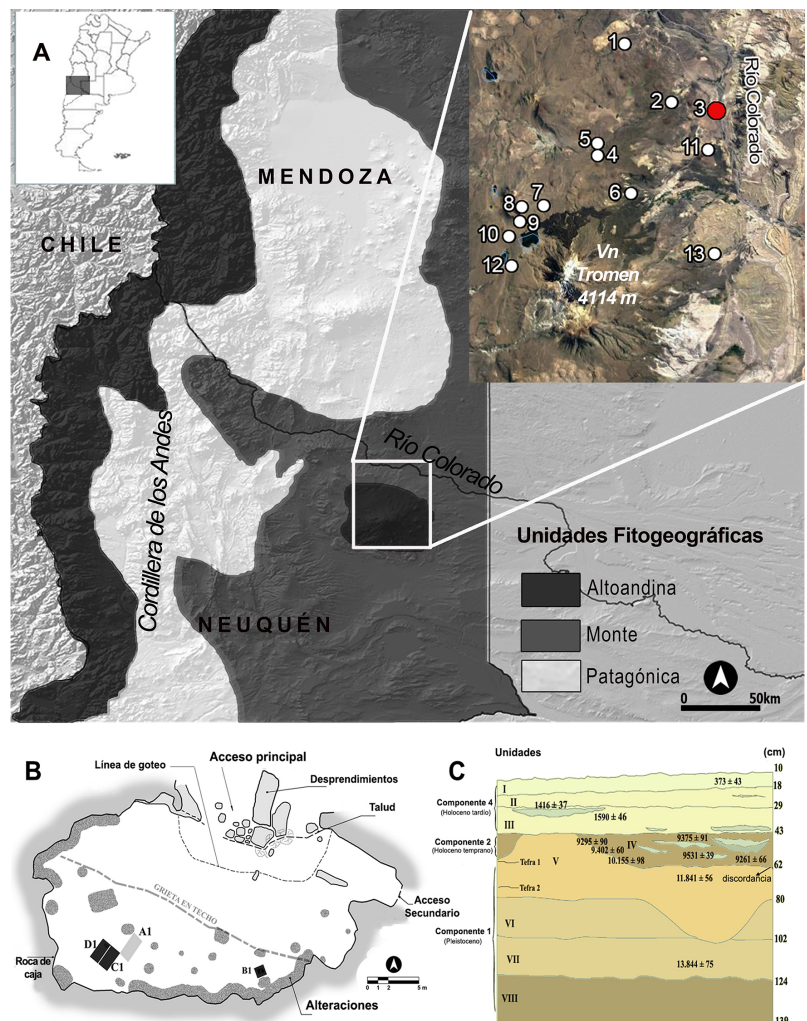 A
MENDOZA
CHILE
Cordillera de los Andes
Río Colorado
NEUQUÉN
1
2
3
Río Colorado
5
4
11
6
7
8
9
10
12
13
Vn
Tromen
4114 m
Unidades Fitogeográficas
Altoandina
Monte
Patagónica
0
50km
B
Línea de goteo
Acceso principal
Desprendimientos
Talud
GRIETA EN TECHO
Acceso
Secundario
A1
D1
C1
B1
Roca de
caja
Alteraciones
0 1 2 5 m
C
Unidades
(cm)
10
373 ± 43
18
I
Componente 4
(Holoceno tardío)
II
1416 ± 37
29
1590 ± 46
III
43
Componente 2
(Holoceno temprano)
9295 ± 90
9375 ± 91
9.402 ± 60
IV
9531 ± 39
Tefra 1
V
10.155 ± 98
9261 ± 66
62
11.841 ± 56
discordancia
Tefra 2
80
VI
Componente 1
(Pleistoceno)
102
VII
13.844 ± 75
124
VIII
139